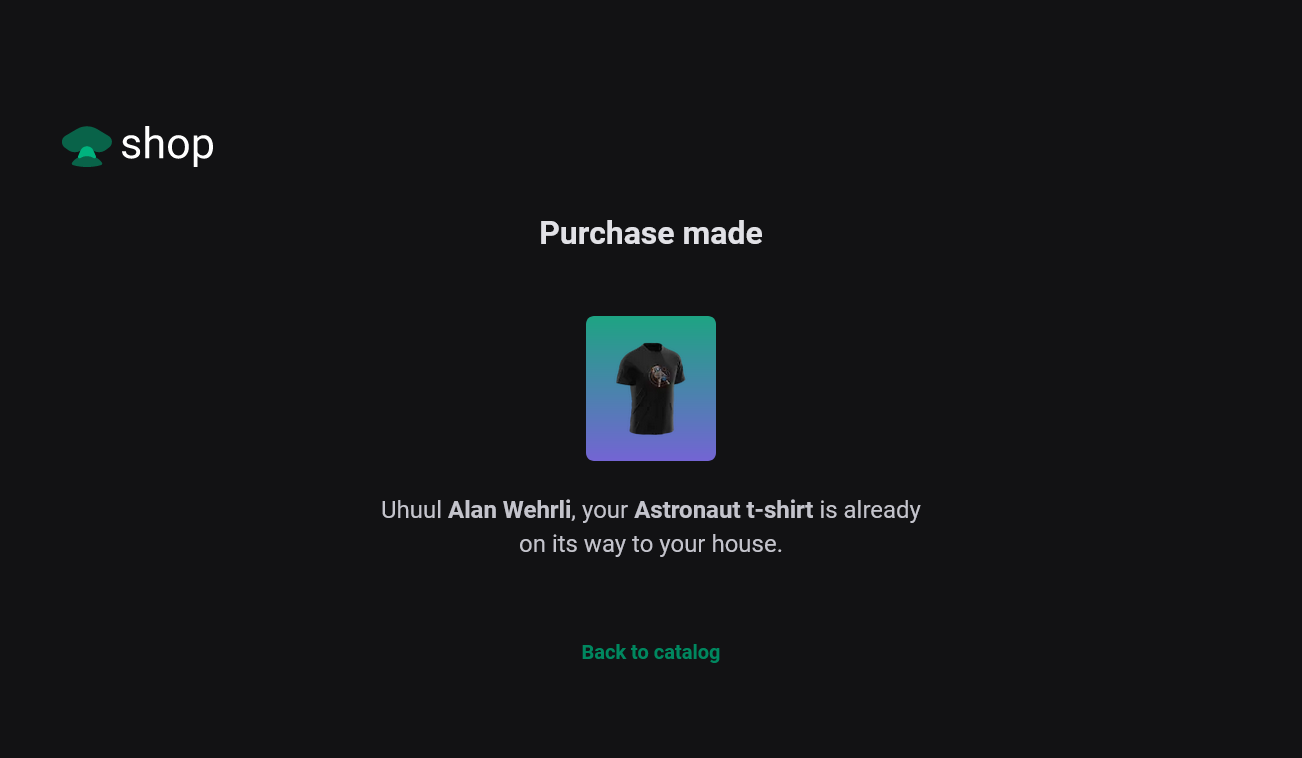 shop
Purchase made
Uhuul Alan Wehrli, your Astronaut t-shirt is already
on its way to your house.
Back to catalog